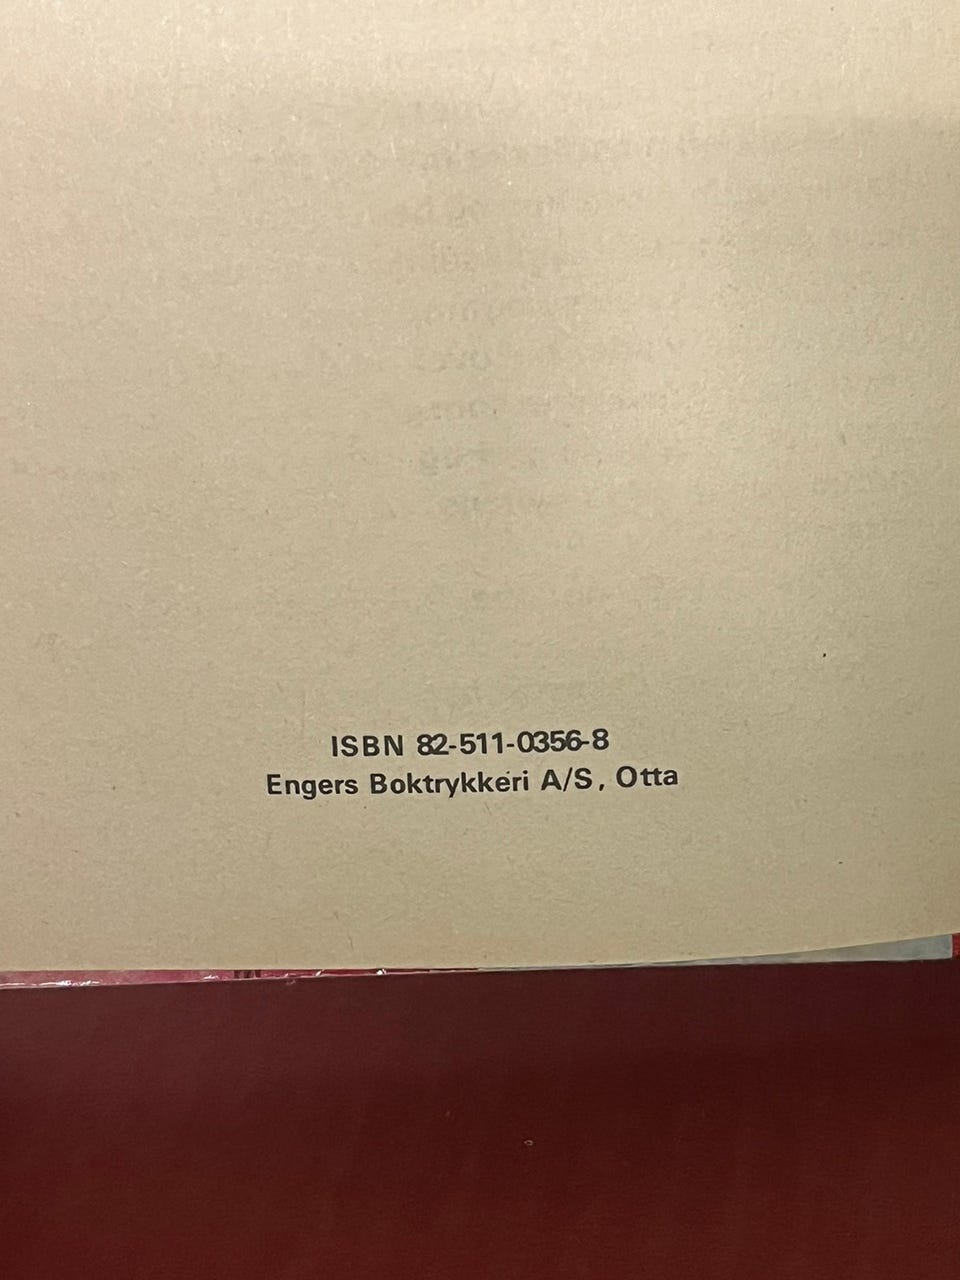 ISBN 82-511-0356-8
Engers Boktrykkeri A/S, Otta